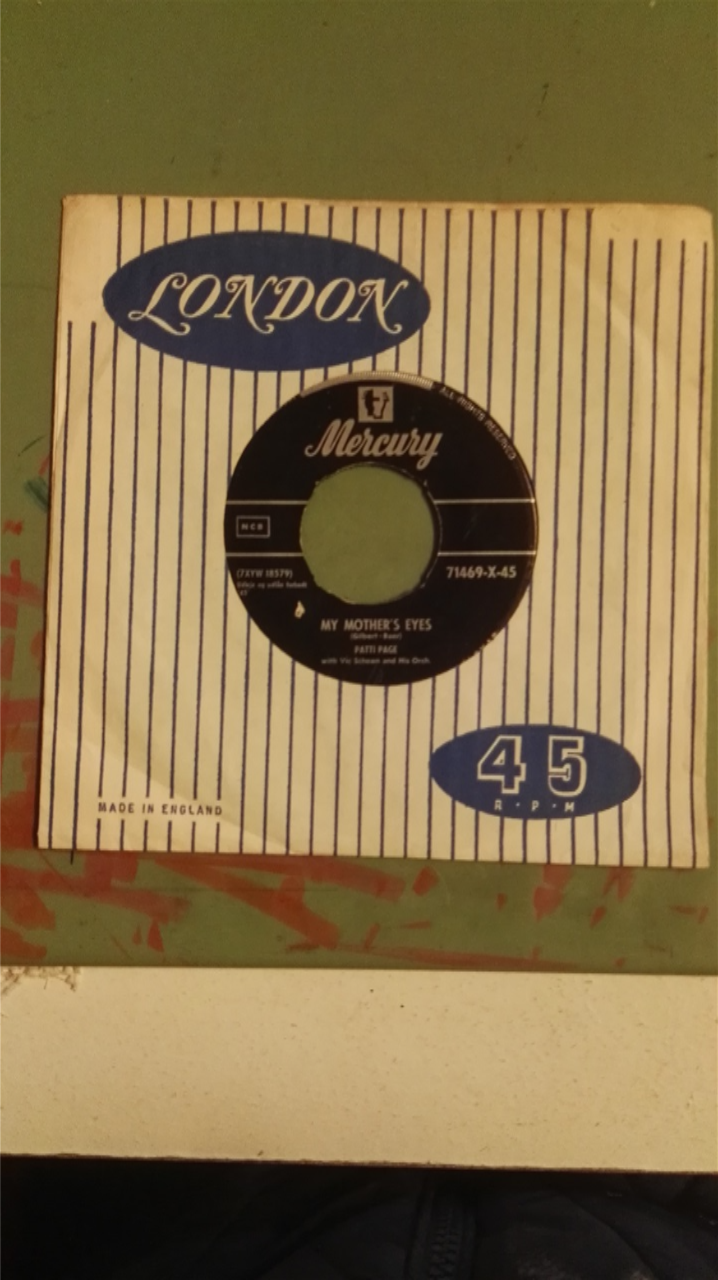 LONDON
Mercury
ALL RIGHTS RESERVED
NCB
(7XYW 18579)
71469-X-45
MY MOTHER'S EYES
(Gilbert - Baer)
PATTI PAGE
with Vic Schoen and His Orch.
45
R·P·M
MADE IN ENGLAND